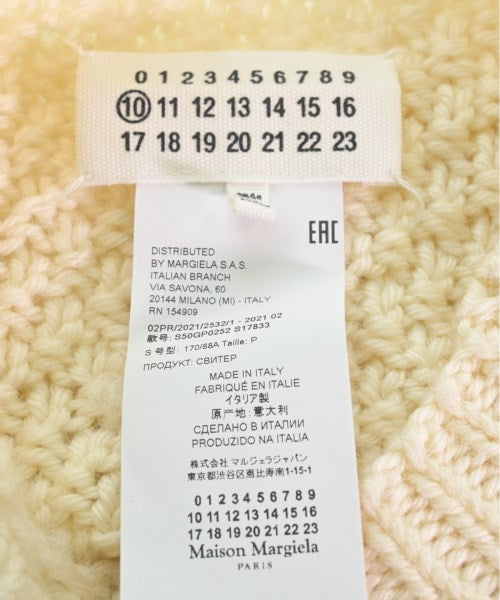 0 1 2 3 4 5 6 7 8 9
10 11 12 13 14 15 16
17 18 19 20 21 22 23
EAC
DISTRIBUTED
BY MARGIELA S.A.S.
ITALIAN BRANCH
VIA SAVONA, 60
20144 MILANO (MI) - ITALY
RN 154909
02PR/2021/2532/1 - 2021 02
款号: S50GP0252 S17833
S 号型: 170/88A Taille: P
ПРОДУКТ: СВИТЕР
MADE IN ITALY
FABRIQUÉ EN ITALIE
イタリア製
原产地: 意大利
СДЕЛАНО В ИТАЛИИ
PRODUZIDO NA ITALIA
株式会社 マルジェラジャパン
東京都渋谷区恵比寿南1-15-1
0 1 2 3 4 5 6 7 8 9
10 11 12 13 14 15 16
17 18 19 20 21 22 23
Maison Margiela
PARIS